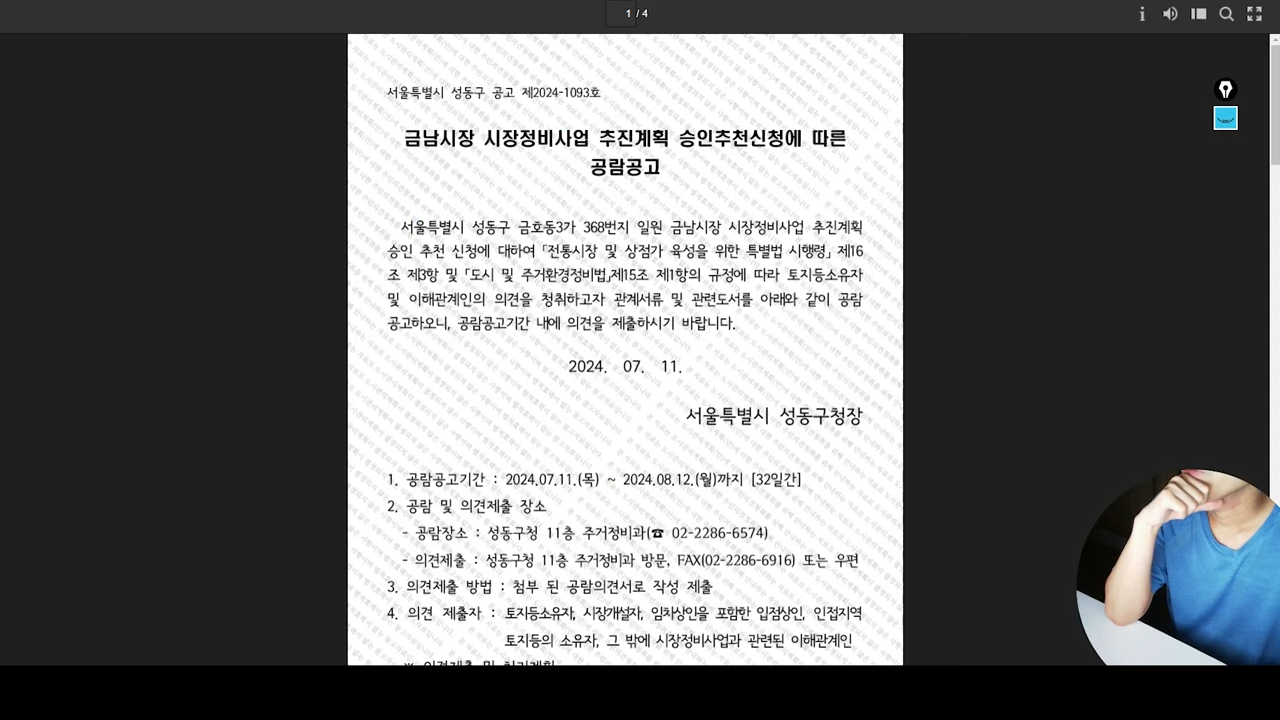 1 / 4
서울특별시 성동구 공고 제2024-1093호
금남시장 시장정비사업 추진계획 승인추천신청에 따른
공람공고
서울특별시 성동구 금호동3가 368번지 일원 금남시장 시장정비사업 추진계획
승인 추천 신청에 대하여 「전통시장 및 상점가 육성을 위한 특별법 시행령」 제16
조 제3항 및 「도시 및 주거환경정비법」제15조 제1항의 규정에 따라 토지등소유자
및 이해관계인의 의견을 청취하고자 관계서류 및 관련도서를 아래와 같이 공람
공고하오니, 공람공고기간 내에 의견을 제출하시기 바랍니다.
2024. 07. 11.
서울특별시 성동구청장
1. 공람공고기간 : 2024.07.11.(목) ~ 2024.08.12.(월)까지 [32일간]
2. 공람 및 의견제출 장소
- 공람장소 : 성동구청 11층 주거정비과(☎ 02-2286-6574)
- 의견제출 : 성동구청 11층 주거정비과 방문, FAX(02-2286-6916) 또는 우편
3. 의견제출 방법 : 첨부 된 공람의견서로 작성 제출
4. 의견 제출자 : 토지등소유자, 시장개설자, 임차상인을 포함한 입점상인, 인접지역
토지등의 소유자, 그 밖에 시장정비사업과 관련된 이해관계인